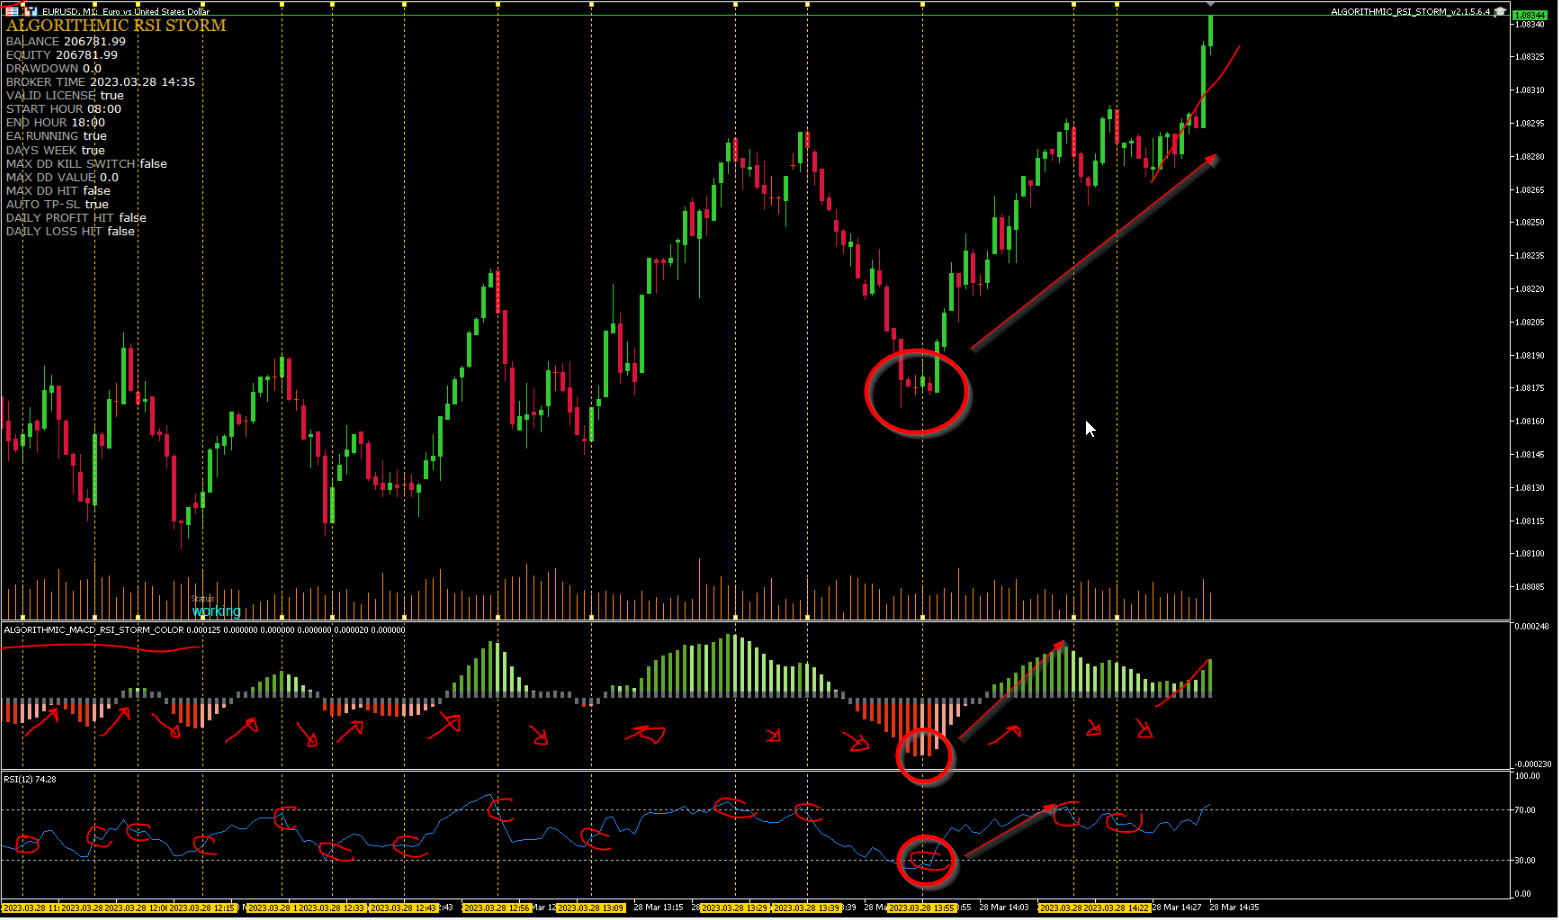 EURUSD, M1: Euro vs United States Dollar
ALGORITHMIC_RSI_STORM_v2.1.5.6.4
ALGORITHMIC RSI STORM
BALANCE 206781.99
EQUITY 206781.99
DRAWDOWN 0.0
BROKER TIME 2023.03.28 14:35
VALID LICENSE true
START HOUR 08:00
END HOUR 18:00
EA RUNNING true
DAYS WEEK true
MAX DD KILL SWITCH false
MAX DD VALUE 0.0
MAX DD HIT false
AUTO TP-SL true
DAILY PROFIT HIT false
DAILY LOSS HIT false
1.08344
1.08340
1.08325
1.08310
1.08295
1.08280
1.08265
1.08250
1.08235
1.08220
1.08205
1.08190
1.08175
1.08160
1.08145
1.08130
1.08115
1.08100
1.08085
Status
working
ALGORITHMIC_MACD_RSI_STORM_COLOR 0.000125 0.000000 0.000000 0.000000 0.000020 0.000000
0.000248
-0.000230
RSI(12) 74.28
100.00
70.00
30.00
0.00
2023.03.28 11: 2023.03.28 12:06 2023.03.28 12:15 2023.03.28 1 2023.03.28 12:33 2023.03.28 12:43 2:43 2023.03.28 12:56 Mar 12 2023.03.28 13:09 28 Mar 13:15 28 2023.03.28 13:29 2023.03.28 13:39 :39 28 Ma 2023.03.28 13:55 :55 28 Mar 14:03 2023.03.28 2023.03.28 14:22 28 Mar 14:27 28 Mar 14:35